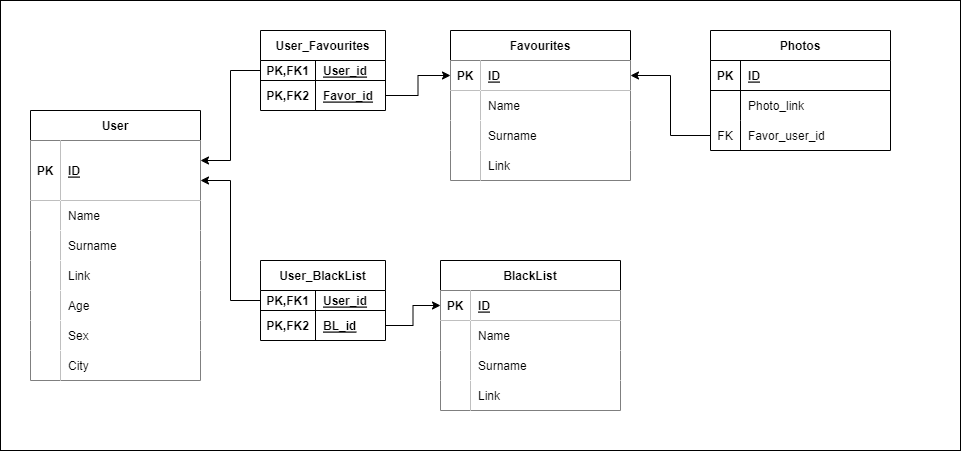 User_Favourites
PK,FK1 User_id
PK,FK2 Favor_id
Favourites
PK ID
Name
Surname
Link
Photos
PK ID
Photo_link
FK Favor_user_id
User
PK ID
Name
Surname
Link
Age
Sex
City
User_BlackList
PK,FK1 User_id
PK,FK2 BL_id
BlackList
PK ID
Name
Surname
Link